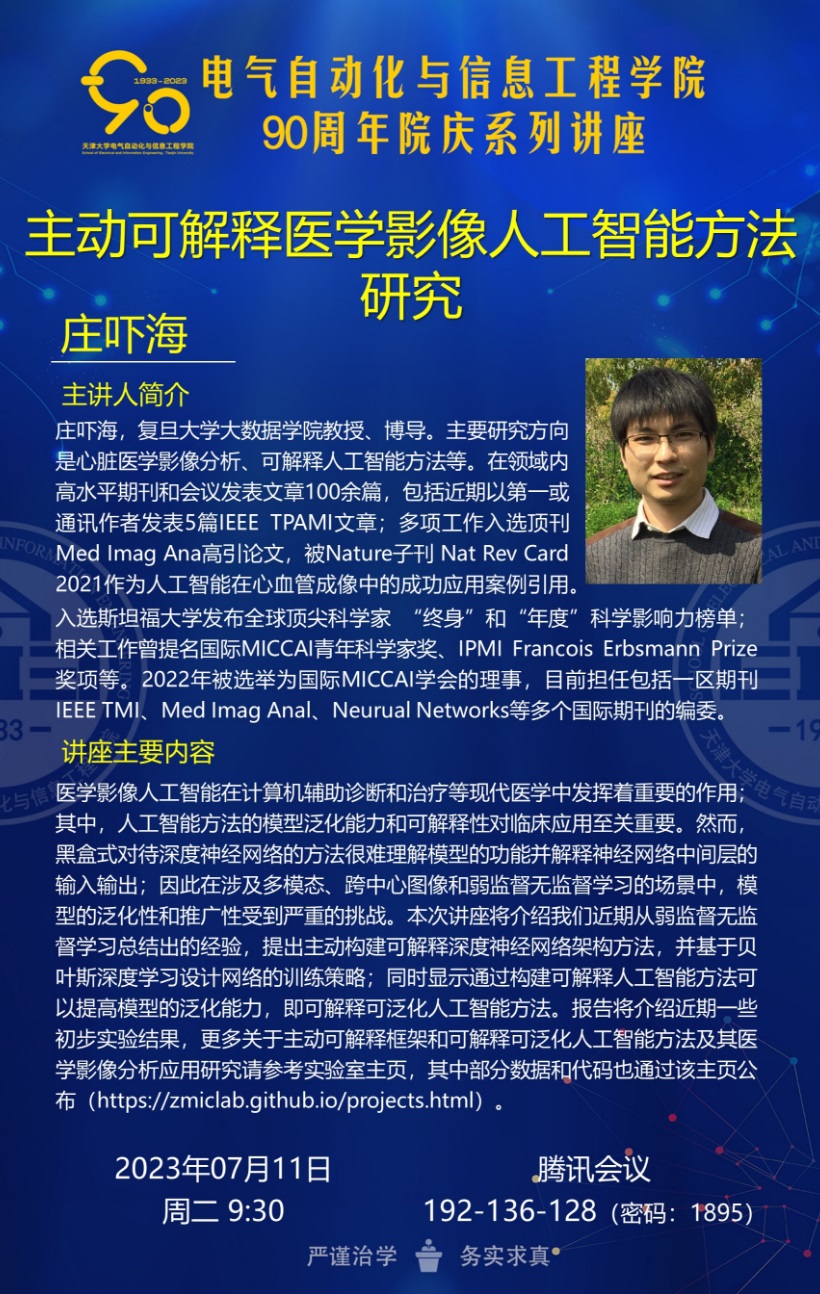 1933-2023
天津大学电气自动化与信息工程学院
School of Electrical and Information Engineering, Tianjin University
电气自动化与信息工程学院
90周年院庆系列讲座
主动可解释医学影像人工智能方法
研究
庄吓海
主讲人简介
庄吓海，复旦大学大数据学院教授、博导。主要研究方向
是心脏医学影像分析、可解释人工智能方法等。在领域内
高水平期刊和会议发表文章100余篇，包括近期以第一或
通讯作者发表5篇IEEE TPAMI文章；多项工作入选顶刊
Med Imag Ana高引论文，被Nature子刊 Nat Rev Card
2021作为人工智能在心血管成像中的成功应用案例引用。
入选斯坦福大学发布全球顶尖科学家 “终身”和“年度”科学影响力榜单；
相关工作曾提名国际MICCAI青年科学家奖、IPMI Francois Erbsmann Prize
奖项等。2022年被选举为国际MICCAI学会的理事，目前担任包括一区期刊
IEEE TMI、Med Imag Anal、Neurual Networks等多个国际期刊的编委。
讲座主要内容
医学影像人工智能在计算机辅助诊断和治疗等现代医学中发挥着重要的作用；
其中，人工智能方法的模型泛化能力和可解释性对临床应用至关重要。然而，
黑盒式对待深度神经网络的方法很难理解模型的功能并解释神经网络中间层的
输入输出；因此在涉及多模态、跨中心图像和弱监督无监督学习的场景中，模
型的泛化性和推广性受到严重的挑战。本次讲座将介绍我们近期从弱监督无监
督学习总结出的经验，提出主动构建可解释深度神经网络架构方法，并基于贝
叶斯深度学习设计网络的训练策略；同时显示通过构建可解释人工智能方法可
以提高模型的泛化能力，即可解释可泛化人工智能方法。报告将介绍近期一些
初步实验结果，更多关于主动可解释框架和可解释可泛化人工智能方法及其医
学影像分析应用研究请参考实验室主页，其中部分数据和代码也通过该主页公
布（https://zmiclab.github.io/projects.html）。
2023年07月11日
周二 9:30
腾讯会议
192-136-128（密码：1895）
严谨治学 务实求真